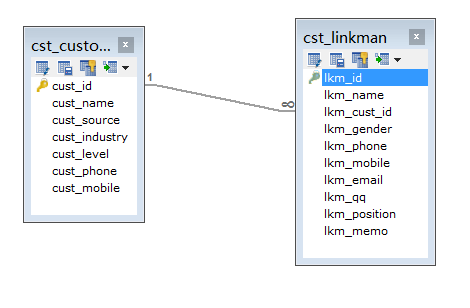 cst_custo...
cust_id
cust_name
cust_source
cust_industry
cust_level
cust_phone
cust_mobile
1
∞
cst_linkman
lkm_id
lkm_name
lkm_cust_id
lkm_gender
lkm_phone
lkm_mobile
lkm_email
lkm_qq
lkm_position
lkm_memo